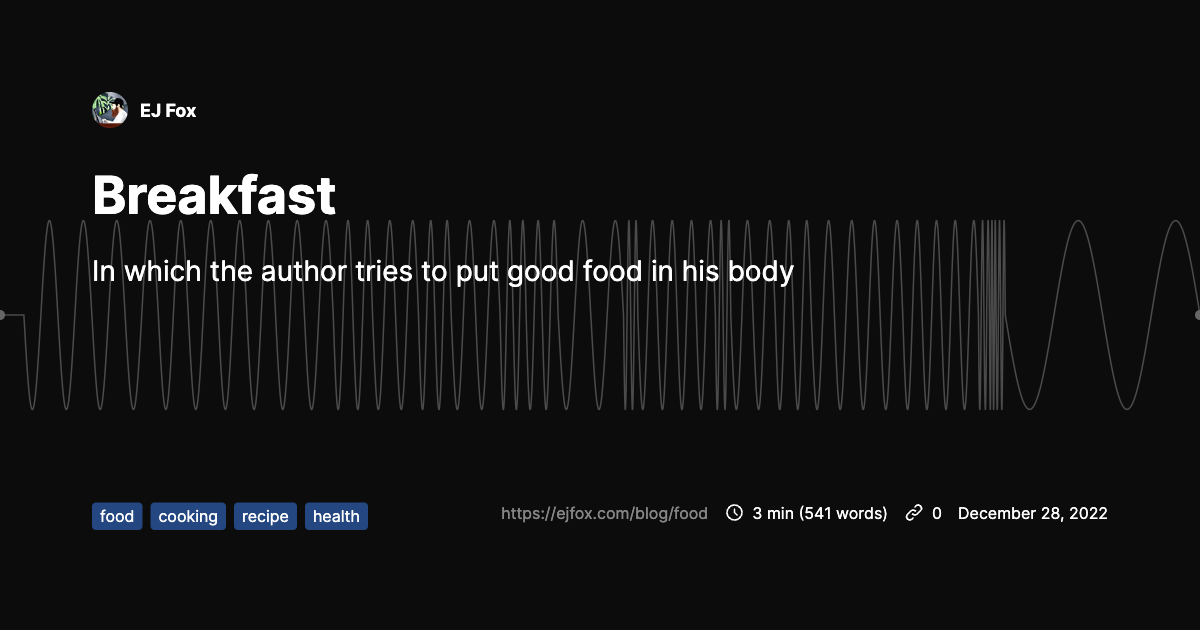 EJ Fox
Breakfast
In which the author tries to put good food in his body
food cooking recipe health
https://ejfox.com/blog/food 3 min (541 words) 0 December 28, 2022